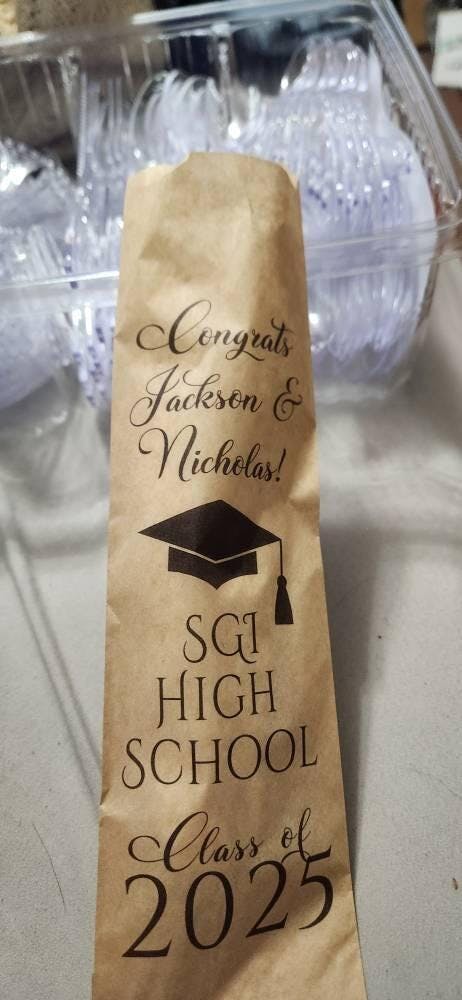 Congrats
Jackson &
Nicholas!
SGI
HIGH
SCHOOL
Class of
2025